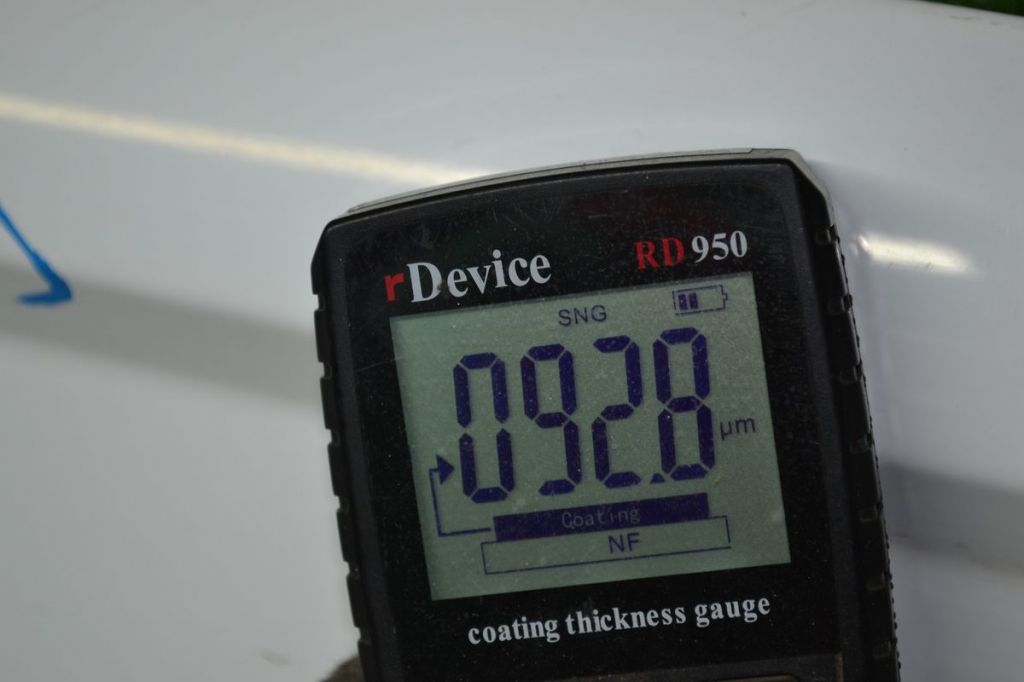 rDevice RD 950
SNG
092.8 µm
Coating
NF
coating thickness gauge